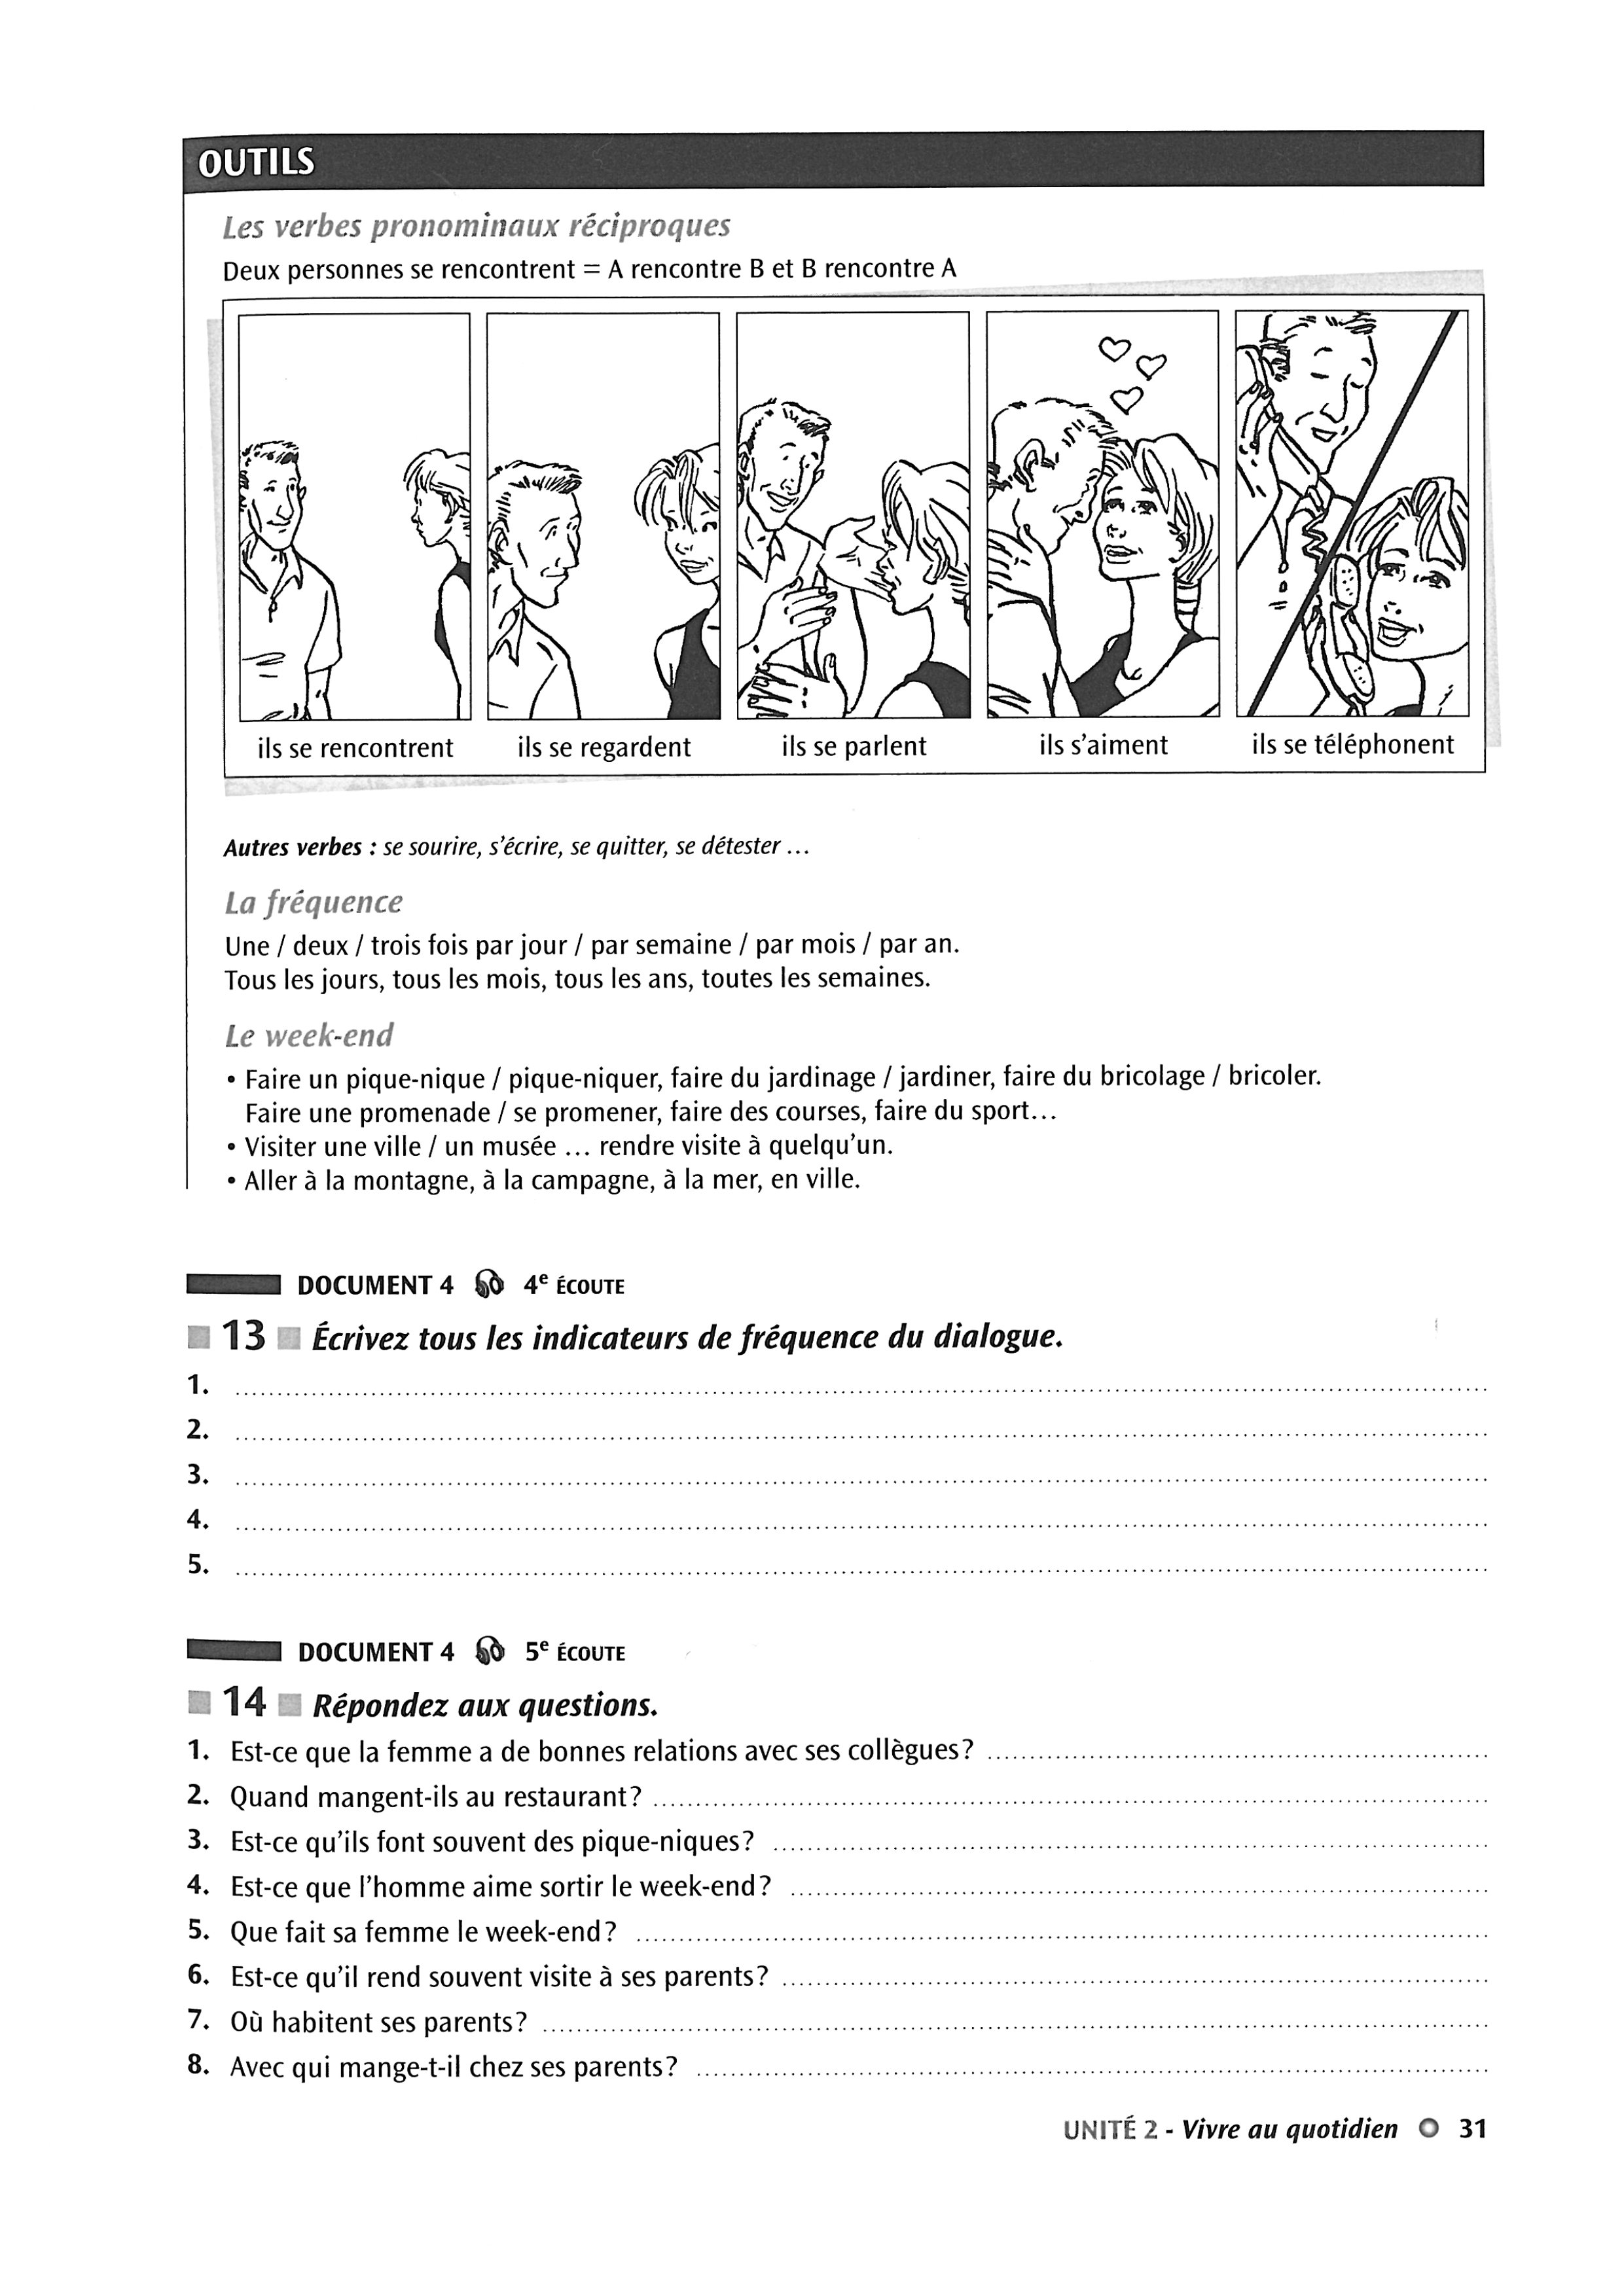 OUTILS
Les verbes pronominaux réciproques
Deux personnes se rencontrent = A rencontre B et B rencontre A
ils se rencontrent
ils se regardent
ils se parlent
ils s'aiment
ils se téléphonent
Autres verbes : se sourire, s'écrire, se quitter, se détester …
La fréquence
Une / deux / trois fois par jour / par semaine / par mois / par an.
Tous les jours, tous les mois, tous les ans, toutes les semaines.
Le week-end
• Faire un pique-nique / pique-niquer, faire du jardinage / jardiner, faire du bricolage / bricoler.
Faire une promenade / se promener, faire des courses, faire du sport…
• Visiter une ville / un musée … rendre visite à quelqu'un.
• Aller à la montagne, à la campagne, à la mer, en ville.
DOCUMENT 4 4e ÉCOUTE
13 Écrivez tous les indicateurs de fréquence du dialogue.
1.
2.
3.
4.
5.
DOCUMENT 4 5e ÉCOUTE
14 Répondez aux questions.
1. Est-ce que la femme a de bonnes relations avec ses collègues?
2. Quand mangent-ils au restaurant?
3. Est-ce qu'ils font souvent des pique-niques?
4. Est-ce que l'homme aime sortir le week-end?
5. Que fait sa femme le week-end?
6. Est-ce qu'il rend souvent visite à ses parents?
7. Où habitent ses parents?
8. Avec qui mange-t-il chez ses parents?
UNITÉ 2 - Vivre au quotidien 31